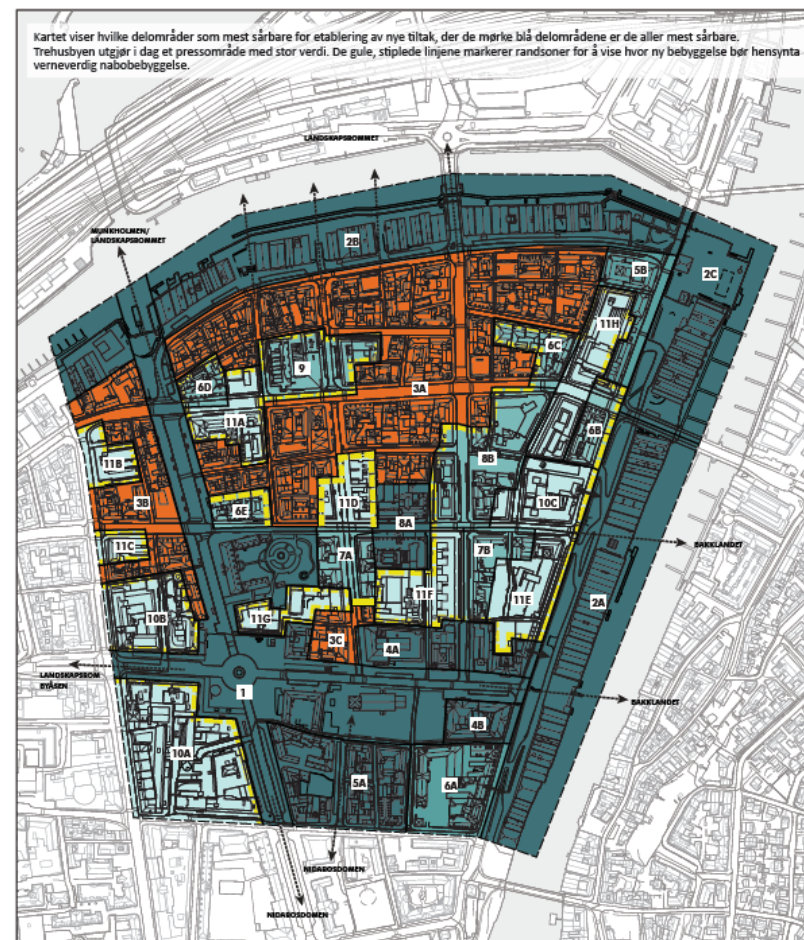 Kartet viser hvilke delområder som mest sårbare for etablering av nye tiltak, der de mørke blå delområdene er de aller mest sårbare.
Trehusbyen utgjør i dag et pressområde med stor verdi. De gule, stiplede linjene markerer randsoner for å vise hvor ny bebyggelse bør hensynta
verneverdig nabobebyggelse.
LANDSKAPSROMMET
MUNKHOLMEN/
LANDSKAPSROMMET
2B
5B
2C
11H
6C
9
6D
3A
11A
6B
11B
8B
3B
11D
10C
6E
8A
11C
7A
7B
BAKKLANDET
11F
11E
2A
10B
11G
3C
4A
LANDSKAPSROM
BYÅSEN
1
BAKKLANDET
4B
10A
5A
6A
NIDAROSDOMEN
NIDAROSDOMEN